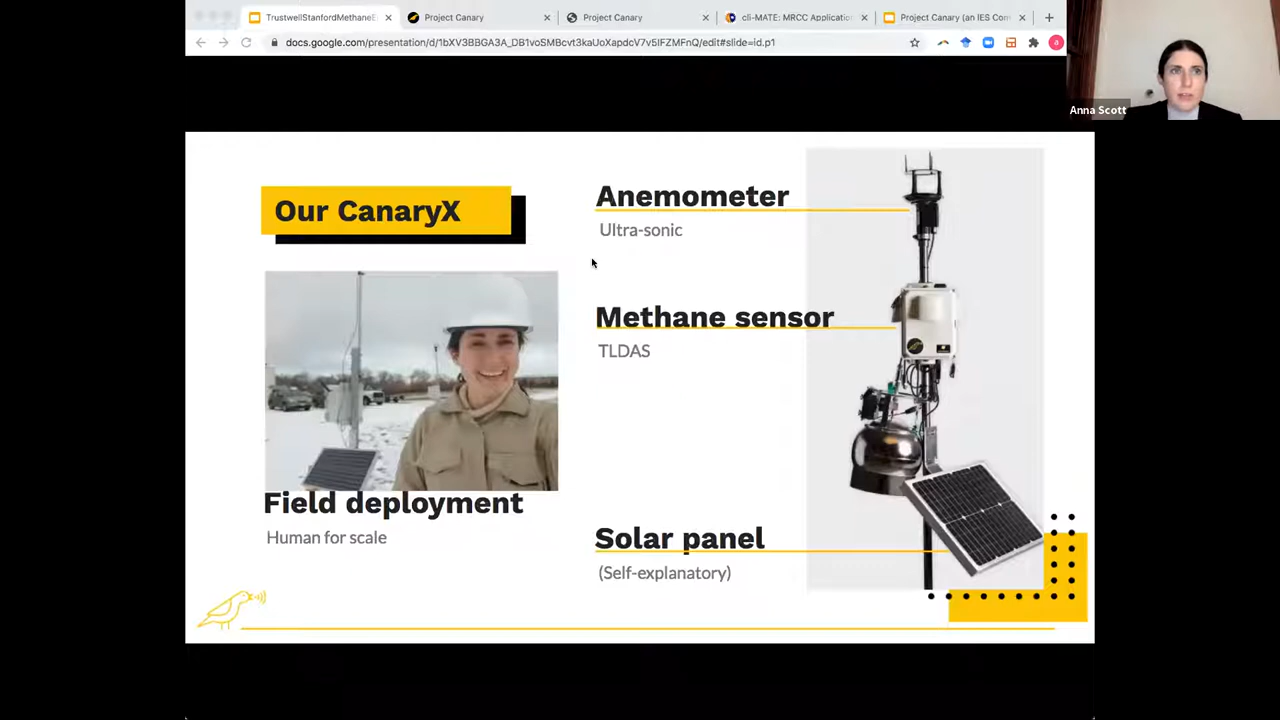 TrustwellStanfordMethaneE
Project Canary
Project Canary
cli-MATE: MRCC Application
Project Canary (an IES Com
docs.google.com/presentation/d/1bXV3BBGA3A_DB1voSMBcvt3kaUoXapdcV7v5IFZMFnQ/edit#slide=id.p1
a
Anna Scott
Our CanaryX
Anemometer
Ultra-sonic
Methane sensor
TLDAS
Field deployment
Human for scale
Solar panel
(Self-explanatory)